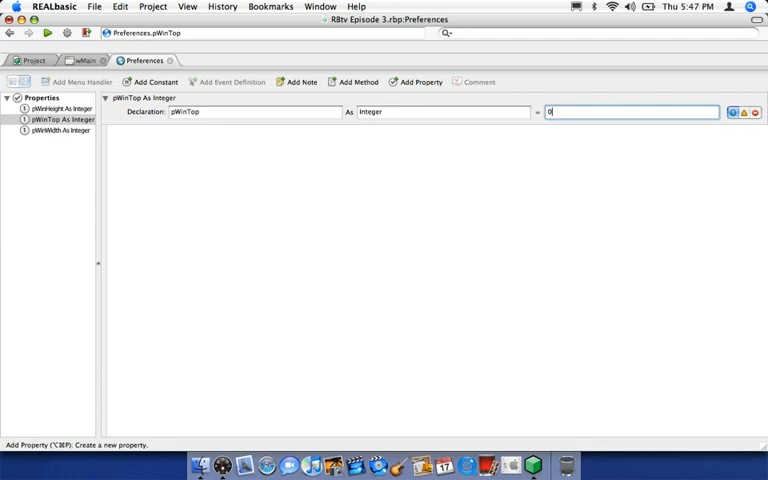 REALbasic File Edit Project View History Bookmarks Window Help Thu 5:47 PM
RBtv Episode 3.rbp:Preferences
Preferences.pWinTop
Project wMain Preferences
Add Menu Handler Add Constant Add Event Definition Add Note Add Method Add Property Comment
Properties
pWinHeight As Integer
pWinTop As Integer
pWinWidth As Integer
pWinTop As Integer
Declaration: pWinTop As Integer = 0
Add Property (⌥⌘P): Create a new property.
17